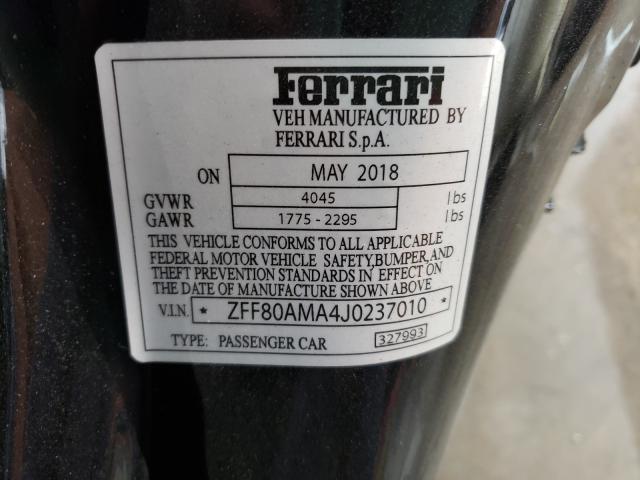 Ferrari
VEH MANUFACTURED BY
FERRARI S.p.A.
ON MAY 2018
GVWR 4045 lbs
GAWR 1775 - 2295 lbs
THIS VEHICLE CONFORMS TO ALL APPLICABLE
FEDERAL MOTOR VEHICLE SAFETY,BUMPER,AND
THEFT PREVENTION STANDARDS IN EFFECT ON
THE DATE OF MANUFACTURE SHOWN ABOVE
V.I.N. * ZFF80AMA4J0237010 *
TYPE: PASSENGER CAR 327993